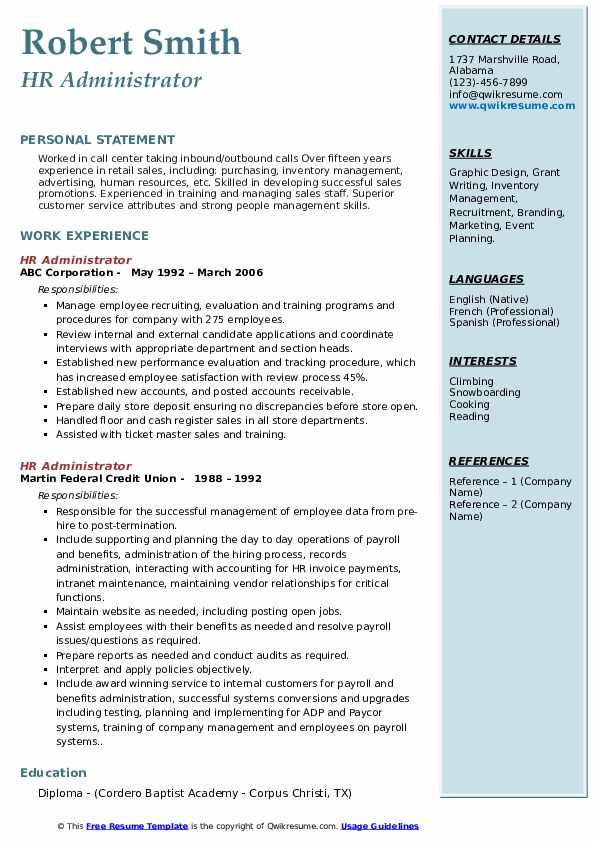 Robert Smith
HR Administrator
PERSONAL STATEMENT
Worked in call center taking inbound/outbound calls Over fifteen years
experience in retail sales, including: purchasing, inventory management,
advertising, human resources, etc. Skilled in developing successful sales
promotions. Experienced in training and managing sales staff. Superior
customer service attributes and strong people management skills.
WORK EXPERIENCE
HR Administrator
ABC Corporation - May 1992 – March 2006
Responsibilities:
▪ Manage employee recruiting, evaluation and training programs and
procedures for company with 275 employees.
▪ Review internal and external candidate applications and coordinate
interviews with appropriate department and section heads.
▪ Established new performance evaluation and tracking procedure, which
has increased employee satisfaction with review process 45%.
▪ Established new accounts, and posted accounts receivable.
▪ Prepare daily store deposit ensuring no discrepancies before store open.
▪ Handled floor and cash register sales in all store departments.
▪ Assisted with ticket master sales and training.
HR Administrator
Martin Federal Credit Union - 1988 – 1992
Responsibilities:
▪ Responsible for the successful management of employee data from pre-
hire to post-termination.
▪ Include supporting and planning the day to day operations of payroll
and benefits, administration of the hiring process, records
administration, interacting with accounting for HR invoice payments,
intranet maintenance, maintaining vendor relationships for critical
functions.
▪ Maintain website as needed, including posting open jobs.
▪ Assist employees with their benefits as needed and resolve payroll
issues/questions as required.
▪ Prepare reports as needed and conduct audits as required.
▪ Interpret and apply policies objectively.
▪ Include award winning service to internal customers for payroll and
benefits administration, successful systems conversions and upgrades
including testing, planning and implementing for ADP and Paycor
systems, training of company management and employees on payroll
systems..
Education
Diploma - (Cordero Baptist Academy - Corpus Christi, TX)
CONTACT DETAILS
1737 Marshville Road,
Alabama
(123)-456-7899
info@qwikresume.com
www.qwikresume.com
SKILLS
Graphic Design, Grant
Writing, Inventory
Management,
Recruitment, Branding,
Marketing, Event
Planning.
LANGUAGES
English (Native)
French (Professional)
Spanish (Professional)
INTERESTS
Climbing
Snowboarding
Cooking
Reading
REFERENCES
Reference – 1 (Company
Name)
Reference – 2 (Company
Name)
© This Free Resume Template is the copyright of Qwikresume.com. Usage Guidelines